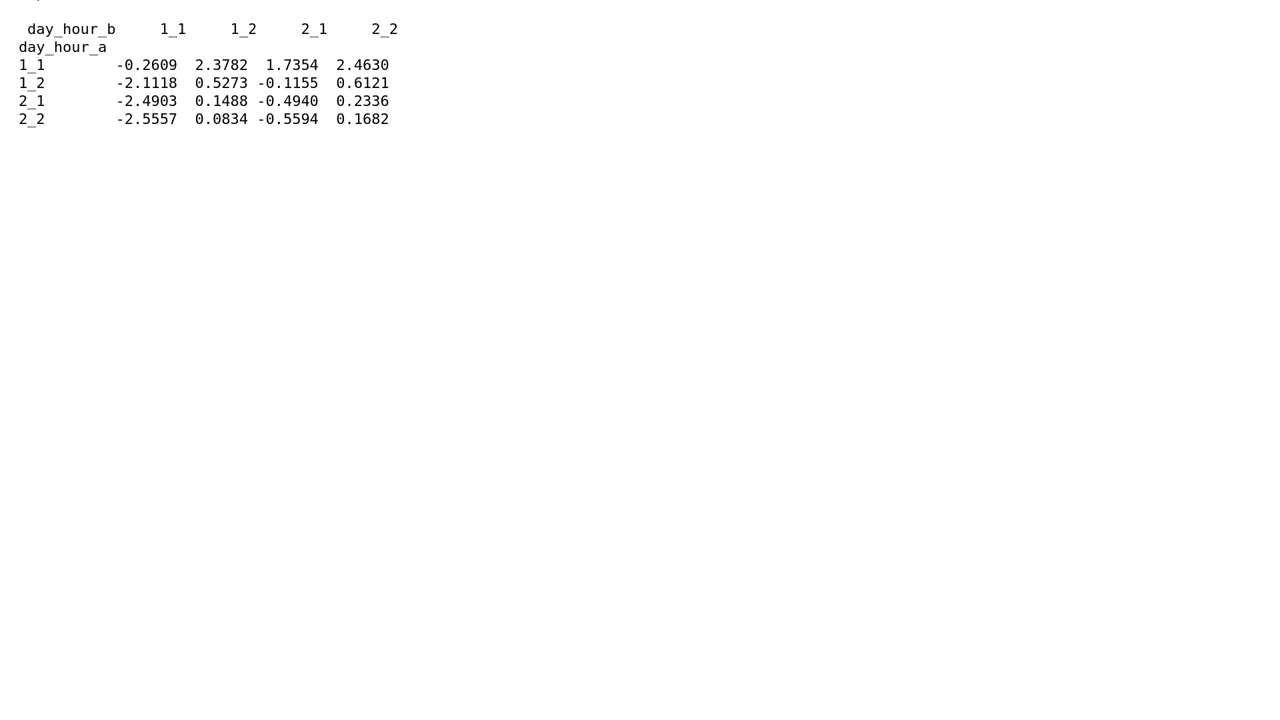 day_hour_b 1_1 1_2 2_1 2_2
day_hour_a
1_1 -0.2609 2.3782 1.7354 2.4630
1_2 -2.1118 0.5273 -0.1155 0.6121
2_1 -2.4903 0.1488 -0.4940 0.2336
2_2 -2.5557 0.0834 -0.5594 0.1682